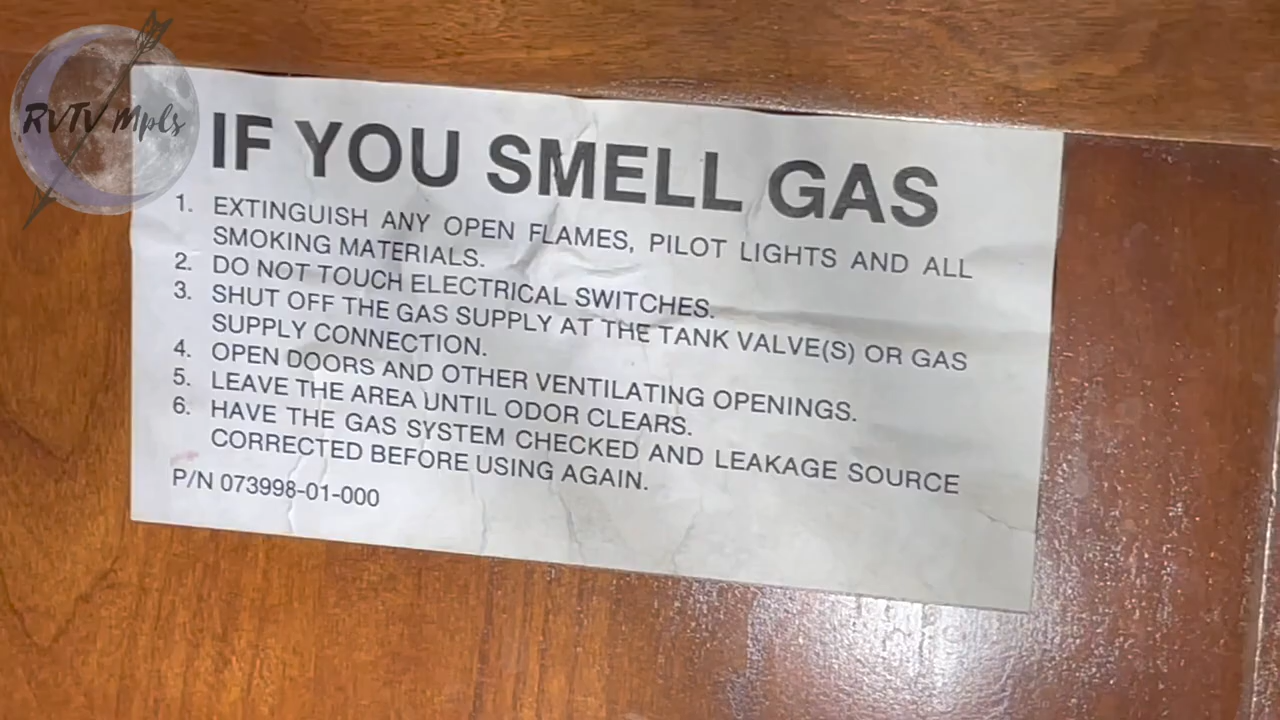 RVTV Mpls
IF YOU SMELL GAS
1. EXTINGUISH ANY OPEN FLAMES, PILOT LIGHTS AND ALL
SMOKING MATERIALS.
2. DO NOT TOUCH ELECTRICAL SWITCHES.
3. SHUT OFF THE GAS SUPPLY AT THE TANK VALVE(S) OR GAS
SUPPLY CONNECTION.
4. OPEN DOORS AND OTHER VENTILATING OPENINGS.
5. LEAVE THE AREA UNTIL ODOR CLEARS.
6. HAVE THE GAS SYSTEM CHECKED AND LEAKAGE SOURCE
CORRECTED BEFORE USING AGAIN.
P/N 073998-01-000